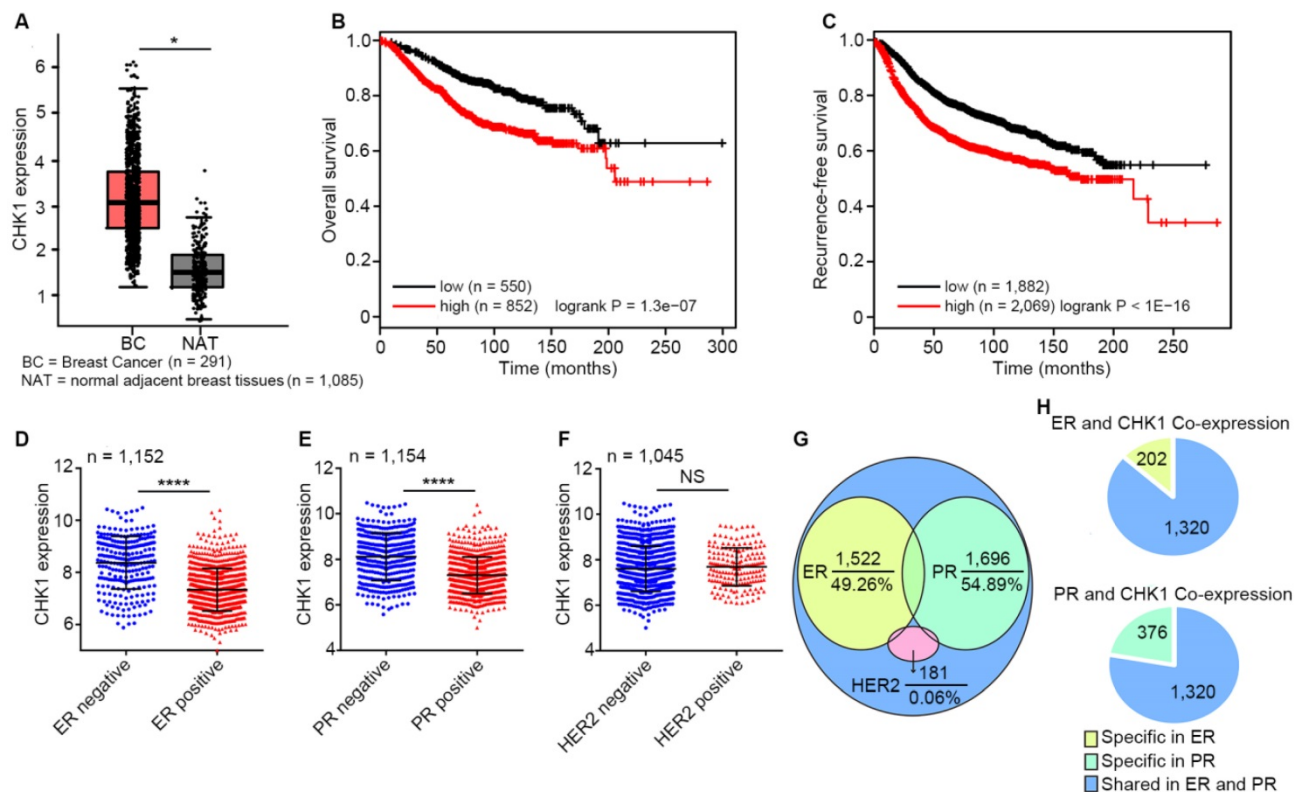 A
*
CHK1 expression
6
5
4
3
2
1
BC
NAT
BC = Breast Cancer (n = 291)
NAT = normal adjacent breast tissues (n = 1,085)
B
Overall survival
1.0
0.8
0.6
0.4
0.2
low (n = 550)
high (n = 852) logrank P = 1.3e−07
0 50 100 150 200 250 300
Time (months)
C
Recurrence-free survival
1.0
0.8
0.6
0.4
0.2
low (n = 1,882)
high (n = 2,069) logrank P < 1E−16
0 50 100 150 200 250
Time (months)
D
n = 1,152
****
CHK1 expression
12
10
8
6
ER negative
ER positive
E
n = 1,154
****
CHK1 expression
12
10
8
6
4
PR negative
PR positive
F
n = 1,045
NS
CHK1 expression
12
10
8
6
4
HER2 negative
HER2 positive
G
ER
1,522
49.26%
PR
1,696
54.89%
HER2
181
0.06%
H
ER and CHK1 Co-expression
202
1,320
PR and CHK1 Co-expression
376
1,320
Specific in ER
Specific in PR
Shared in ER and PR